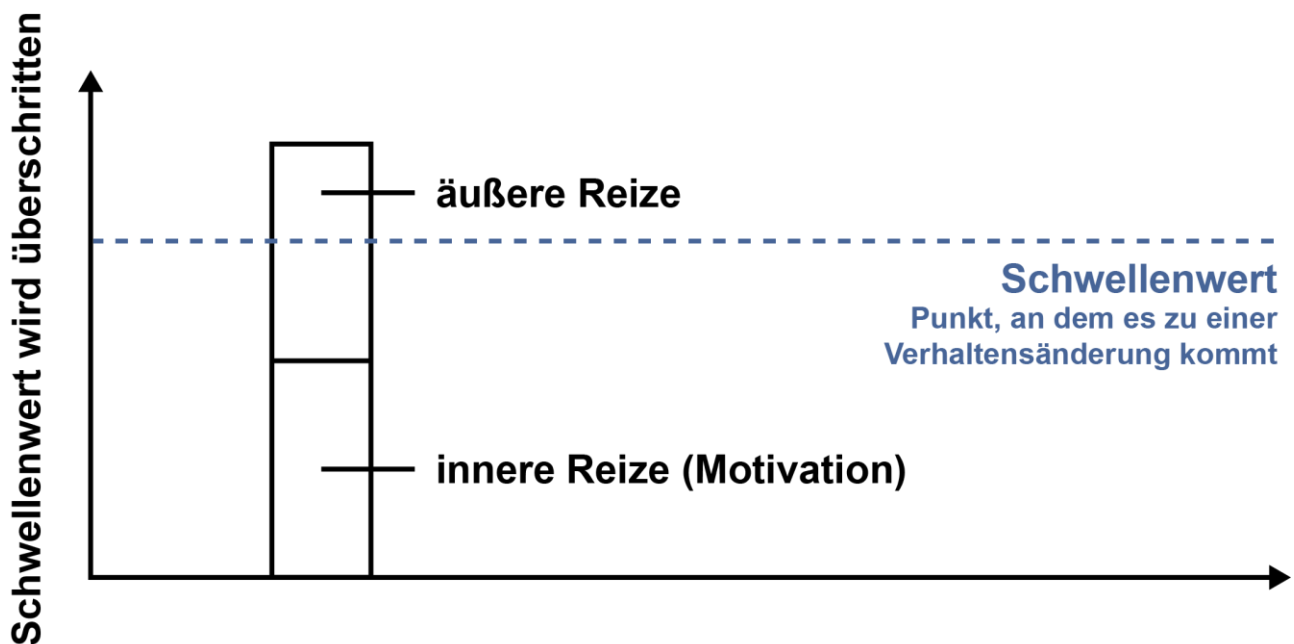 Schwellenwert wird überschritten
äußere Reize
Schwellenwert
Punkt, an dem es zu einer
Verhaltensänderung kommt
innere Reize (Motivation)